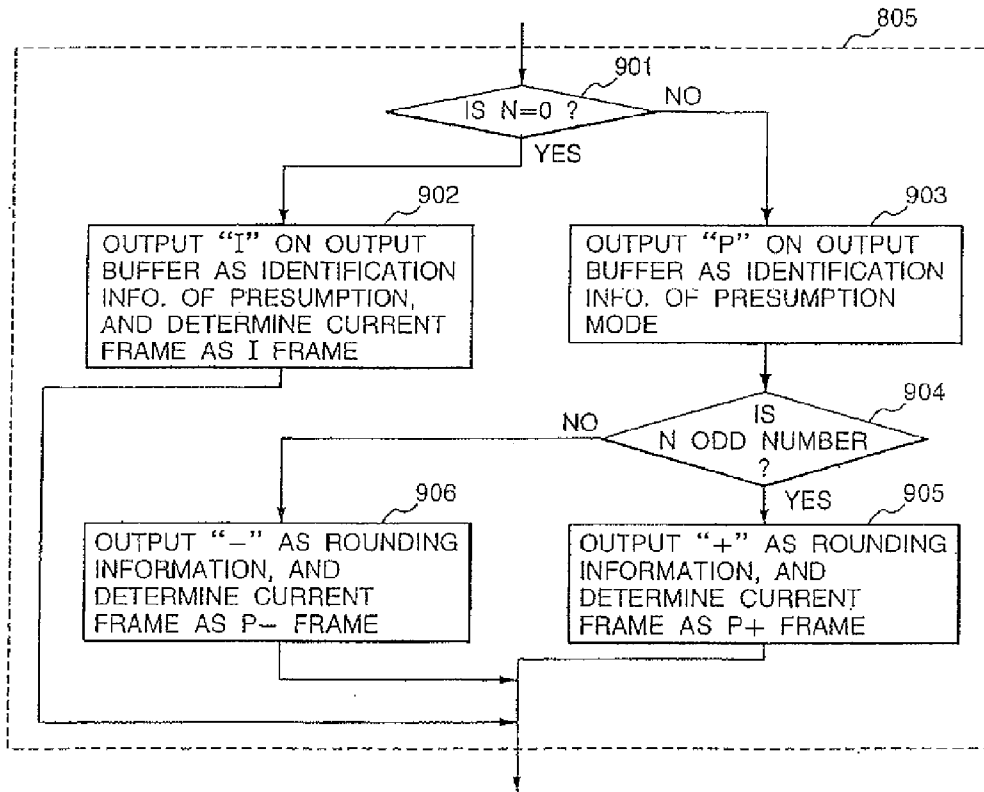 805
901
IS N=0 ?
NO
YES
902
OUTPUT “I” ON OUTPUT
BUFFER AS IDENTIFICATION
INFO. OF PRESUMPTION,
AND DETERMINE CURRENT
FRAME AS I FRAME
903
OUTPUT “P” ON OUTPUT
BUFFER AS IDENTIFICATION
INFO. OF PRESUMPTION
MODE
904
IS
N ODD NUMBER
?
NO
YES
906
OUTPUT “−” AS ROUNDING
INFORMATION, AND
DETERMINE CURRENT
FRAME AS P− FRAME
905
OUTPUT “+” AS ROUNDING
INFORMATION, AND
DETERMINE CURRENT
FRAME AS P+ FRAME